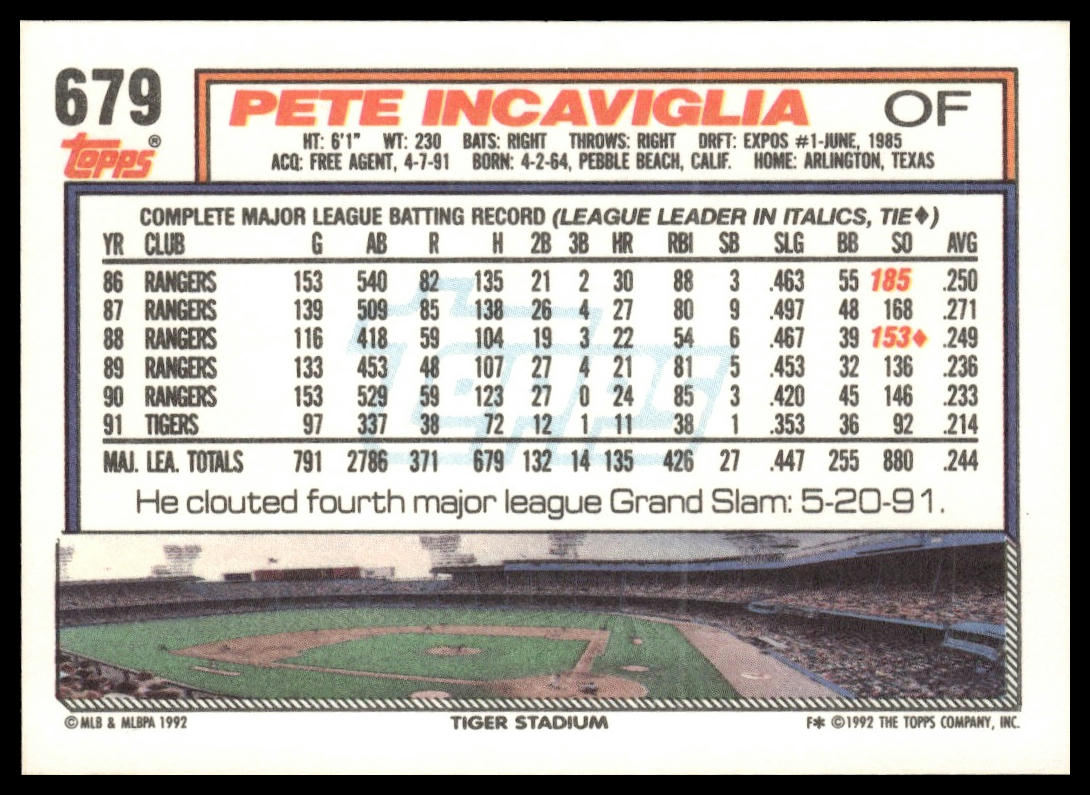 679
PETE INCAVIGLIA OF
topps®
HT: 6'1" WT: 230 BATS: RIGHT THROWS: RIGHT DRFT: EXPOS #1-JUNE, 1985
ACQ: FREE AGENT, 4-7-91 BORN: 4-2-64, PEBBLE BEACH, CALIF. HOME: ARLINGTON, TEXAS
COMPLETE MAJOR LEAGUE BATTING RECORD (LEAGUE LEADER IN ITALICS, TIE♦)
YR CLUB G AB R H 2B 3B HR RBI SB SLG BB SO AVG
86 RANGERS 153 540 82 135 21 2 30 88 3 .463 55 185 .250
87 RANGERS 139 509 85 138 26 4 27 80 9 .497 48 168 .271
88 RANGERS 116 418 59 104 19 3 22 54 6 .467 39 153♦ .249
89 RANGERS 133 453 48 107 27 4 21 81 5 .453 32 136 .236
90 RANGERS 153 529 59 123 27 0 24 85 3 .420 45 146 .233
91 TIGERS 97 337 38 72 12 1 11 38 1 .353 36 92 .214
MAJ. LEA. TOTALS 791 2786 371 679 132 14 135 426 27 .447 255 880 .244
topps
He clouted fourth major league Grand Slam: 5-20-91.
© MLB & MLBPA 1992 TIGER STADIUM F* © 1992 THE TOPPS COMPANY, INC.